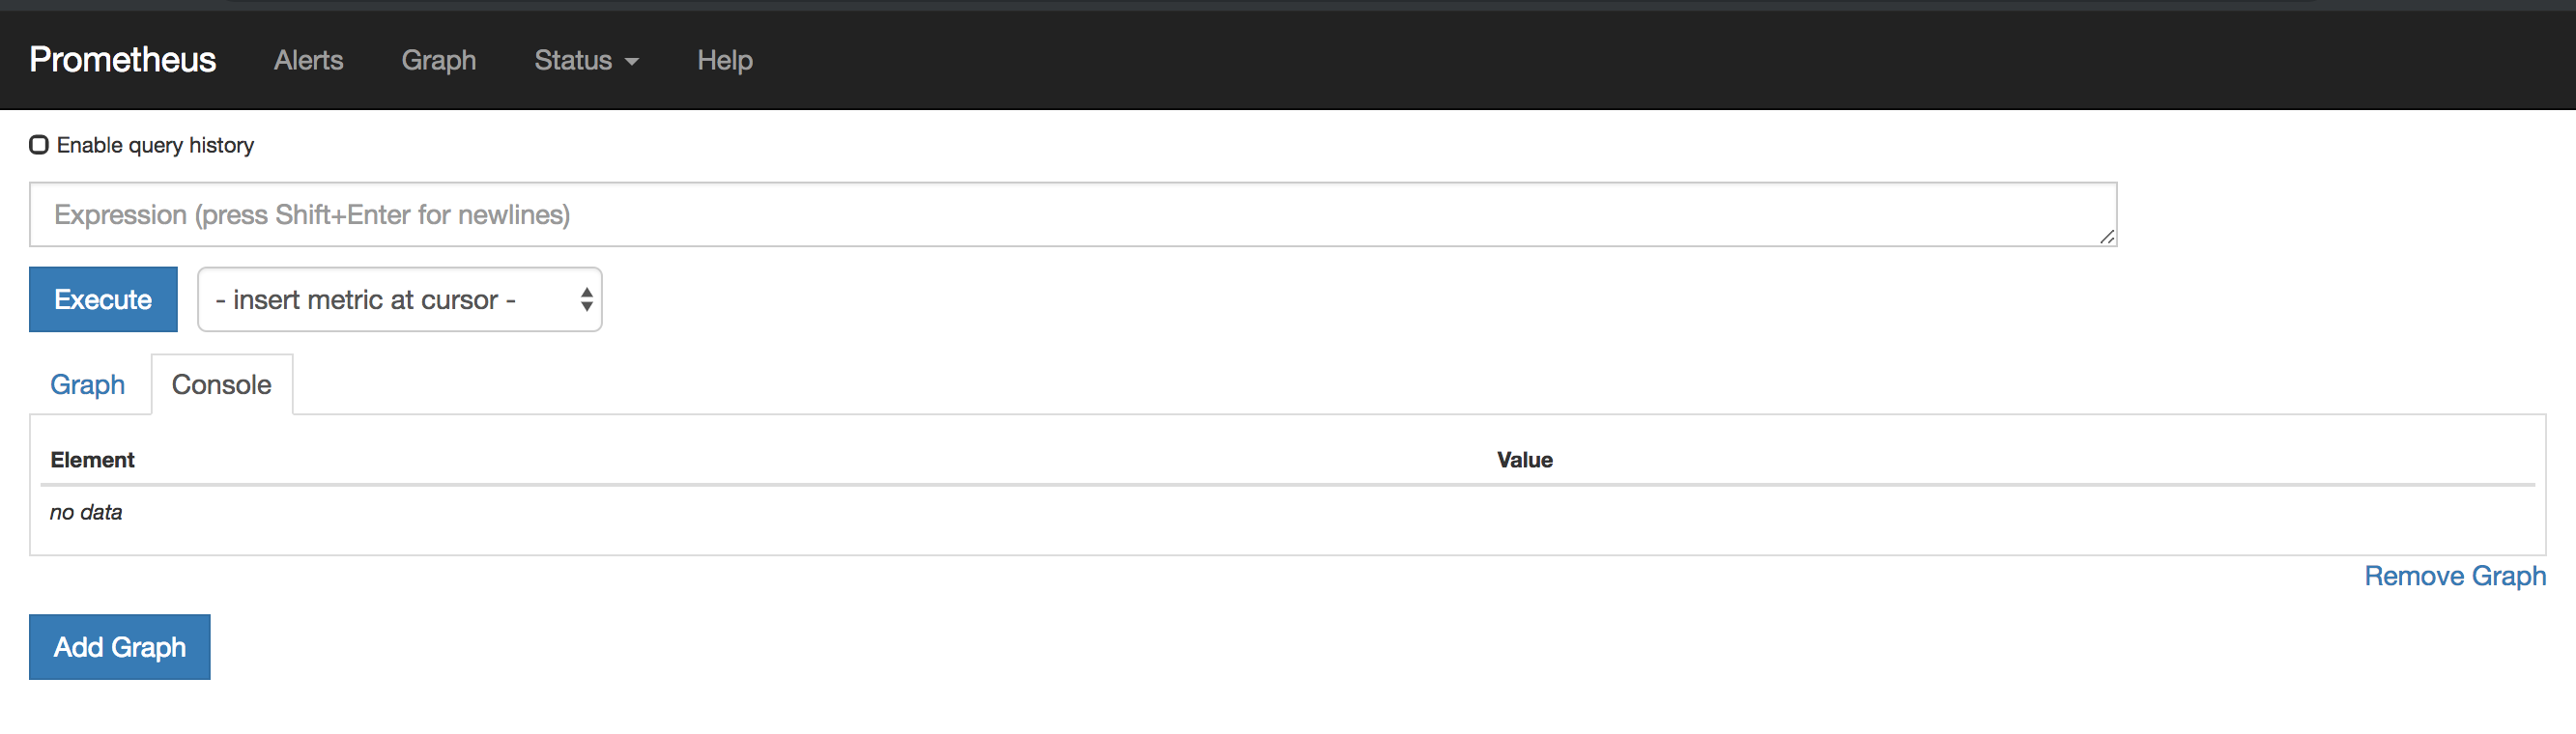 Prometheus Alerts Graph Status Help
Enable query history
Expression (press Shift+Enter for newlines)
Execute - insert metric at cursor -
Graph Console
Element Value
no data
Remove Graph
Add Graph